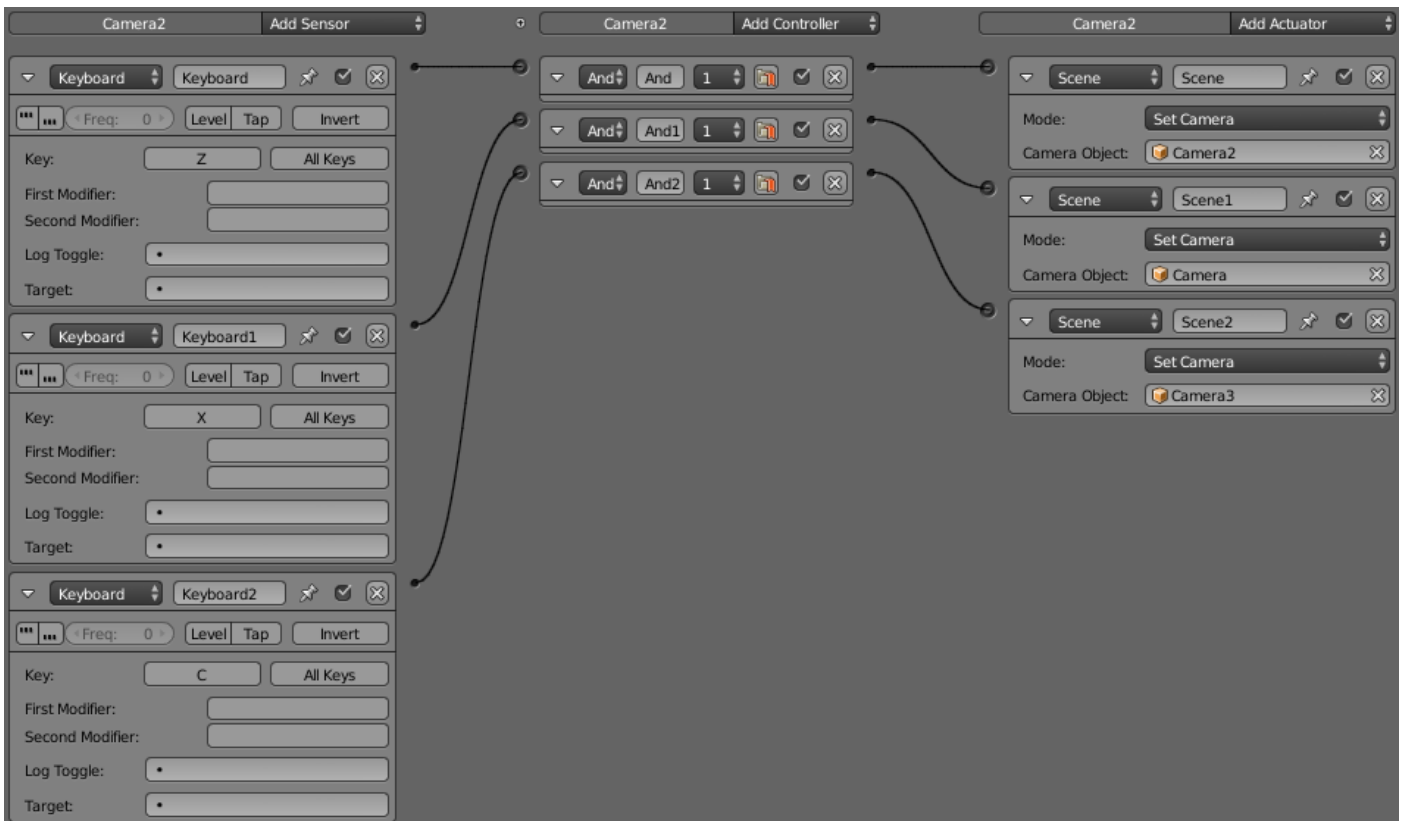 Camera2 Add Sensor Camera2 Add Controller Camera2 Add Actuator
Keyboard Keyboard
Freq: 0 Level Tap Invert
Key: Z All Keys
First Modifier:
Second Modifier:
Log Toggle:
Target:
Keyboard Keyboard1
Freq: 0 Level Tap Invert
Key: X All Keys
First Modifier:
Second Modifier:
Log Toggle:
Target:
Keyboard Keyboard2
Freq: 0 Level Tap Invert
Key: C All Keys
First Modifier:
Second Modifier:
Log Toggle:
Target:
And And 1
And And1 1
And And2 1
Scene Scene
Mode: Set Camera
Camera Object: Camera2
Scene Scene1
Mode: Set Camera
Camera Object: Camera
Scene Scene2
Mode: Set Camera
Camera Object: Camera3